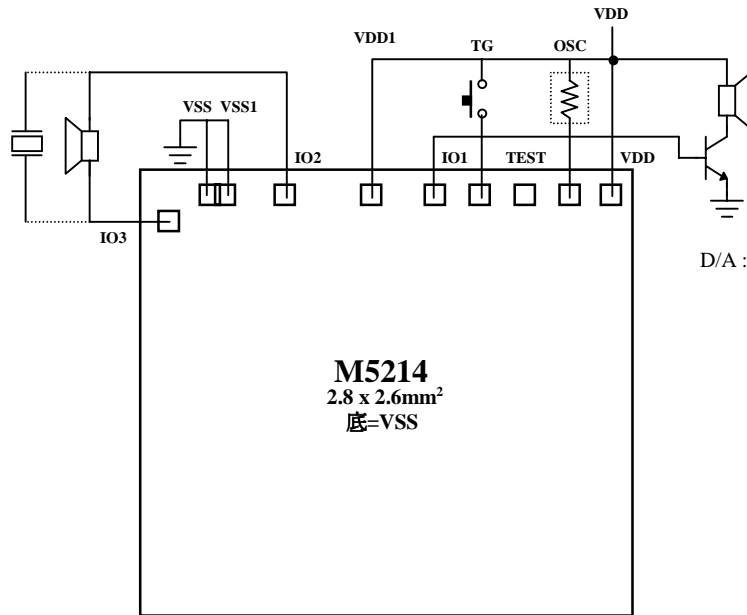 VDD
VDD1
TG
OSC
VSS
VSS1
IO2
IO1
TEST
VDD
IO3
D/A :
M5214
2.8 x 2.6mm²
底=VSS